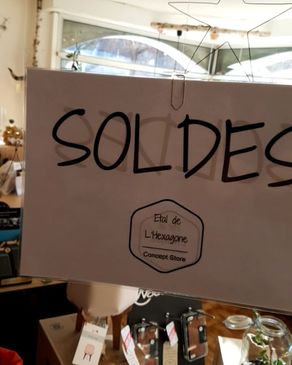 SOLDES
Etal de
L'Hexagone
Concept Store